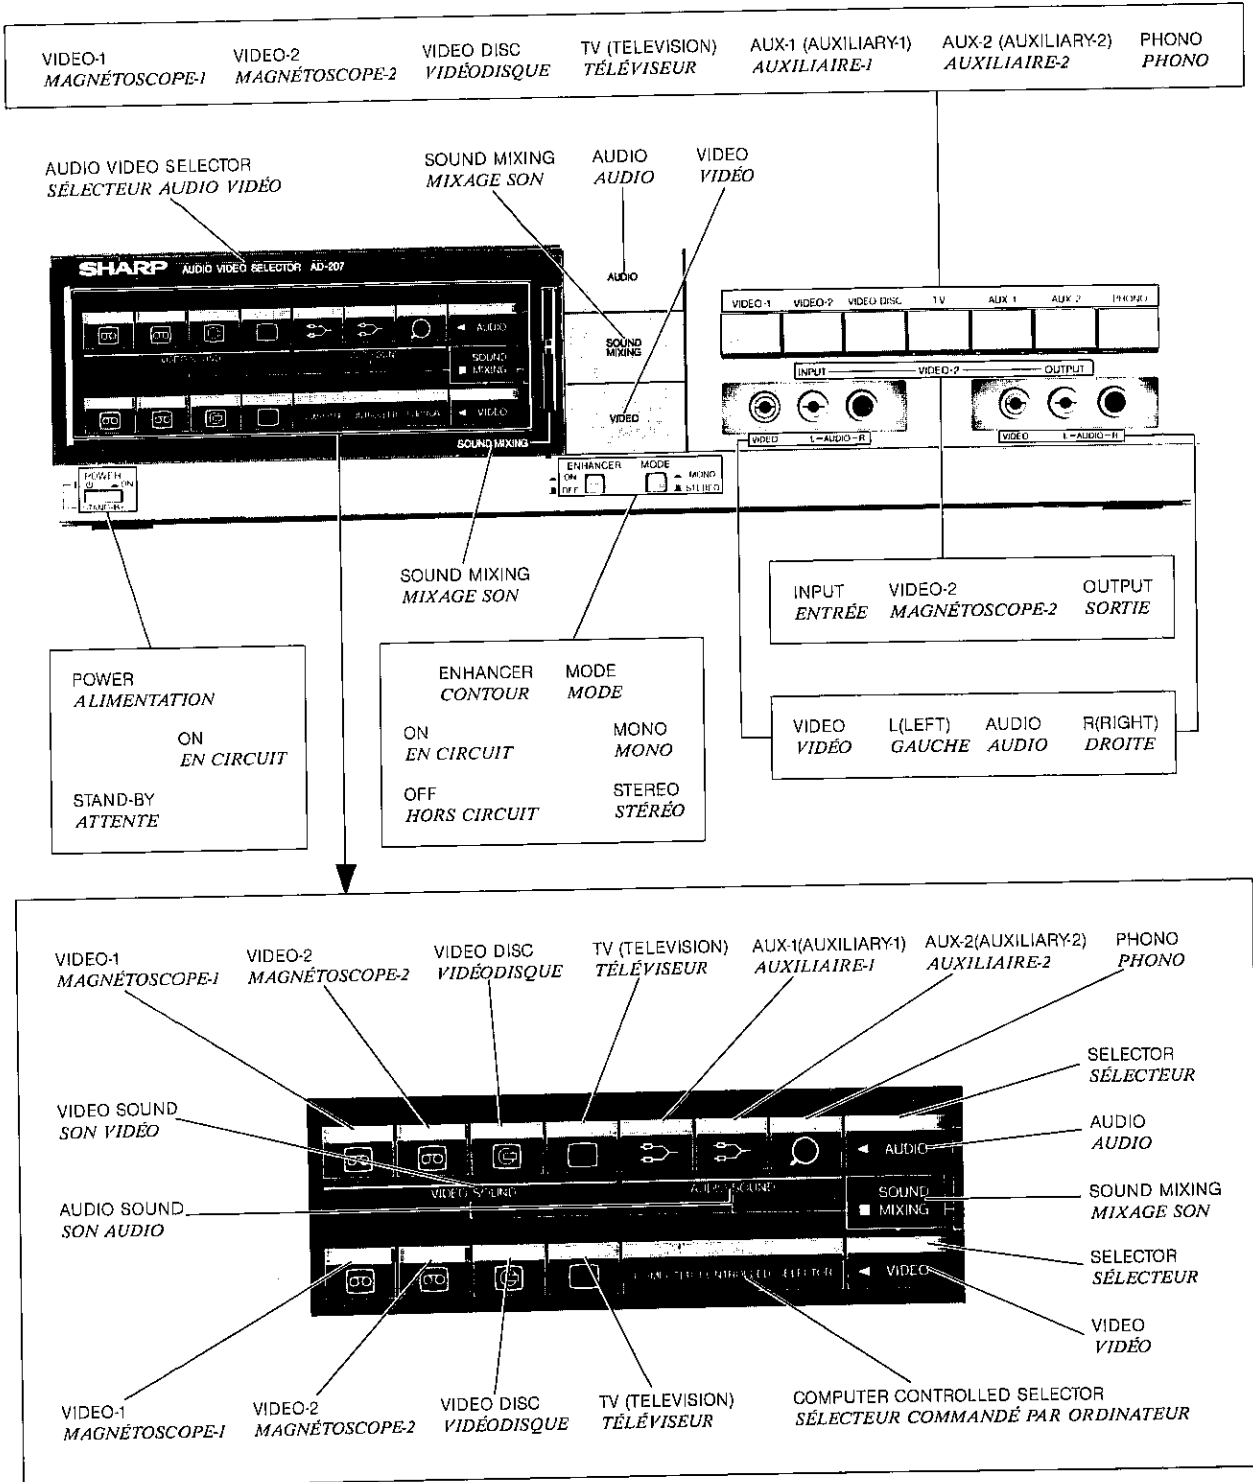 VIDEO-1 VIDEO-2 VIDEO DISC TV (TELEVISION) AUX-1 (AUXILIARY-1) AUX-2 (AUXILIARY-2) PHONO
MAGNÉTOSCOPE-1 MAGNÉTOSCOPE-2 VIDÉODISQUE TÉLÉVISEUR AUXILIAIRE-1 AUXILIAIRE-2 PHONO
AUDIO VIDEO SELECTOR SOUND MIXING AUDIO VIDEO
SÉLECTEUR AUDIO VIDÉO MIXAGE SON AUDIO VIDÉO
SHARP AUDIO VIDEO SELECTOR AD-207
AUDIO
VIDEO-1 VIDEO-2 VIDEO DISC TV AUX 1 AUX 2 PHONO
◄ AUDIO
SOUND
MIXING
VIDEO SOUND
SOUND
■ MIXING
INPUT VIDEO-2 OUTPUT
◄ VIDEO
VIDEO
SOUND MIXING
VIDEO L-AUDIO-R VIDEO L-AUDIO-R
POWER
ON
STAND-BY
ENHANCER MODE
ON MONO
OFF STEREO
SOUND MIXING
MIXAGE SON
INPUT VIDEO-2 OUTPUT
ENTRÉE MAGNÉTOSCOPE-2 SORTIE
POWER
ALIMENTATION
ON
EN CIRCUIT
STAND-BY
ATTENTE
ENHANCER MODE
CONTOUR MODE
ON MONO
EN CIRCUIT MONO
OFF STEREO
HORS CIRCUIT STÉRÉO
VIDEO L(LEFT) AUDIO R(RIGHT)
VIDÉO GAUCHE AUDIO DROITE
VIDEO-1 VIDEO-2 VIDEO DISC TV (TELEVISION) AUX-1(AUXILIARY-1) AUX-2(AUXILIARY-2) PHONO
MAGNÉTOSCOPE-1 MAGNÉTOSCOPE-2 VIDÉODISQUE TÉLÉVISEUR AUXILIAIRE-1 AUXILIAIRE-2 PHONO
SELECTOR
SÉLECTEUR
VIDEO SOUND
SON VIDÉO
AUDIO
AUDIO
◄ AUDIO
VIDEO SOUND AUDIO SOUND
SOUND
■ MIXING
AUDIO SOUND
SON AUDIO
SOUND MIXING
MIXAGE SON
SELECTOR
SÉLECTEUR
COMPUTER CONTROLLED SELECTOR ◄ VIDEO
VIDEO
VIDÉO
VIDEO-1 VIDEO-2 VIDEO DISC TV (TELEVISION) COMPUTER CONTROLLED SELECTOR
MAGNÉTOSCOPE-1 MAGNÉTOSCOPE-2 VIDÉODISQUE TÉLÉVISEUR SÉLECTEUR COMMANDÉ PAR ORDINATEUR